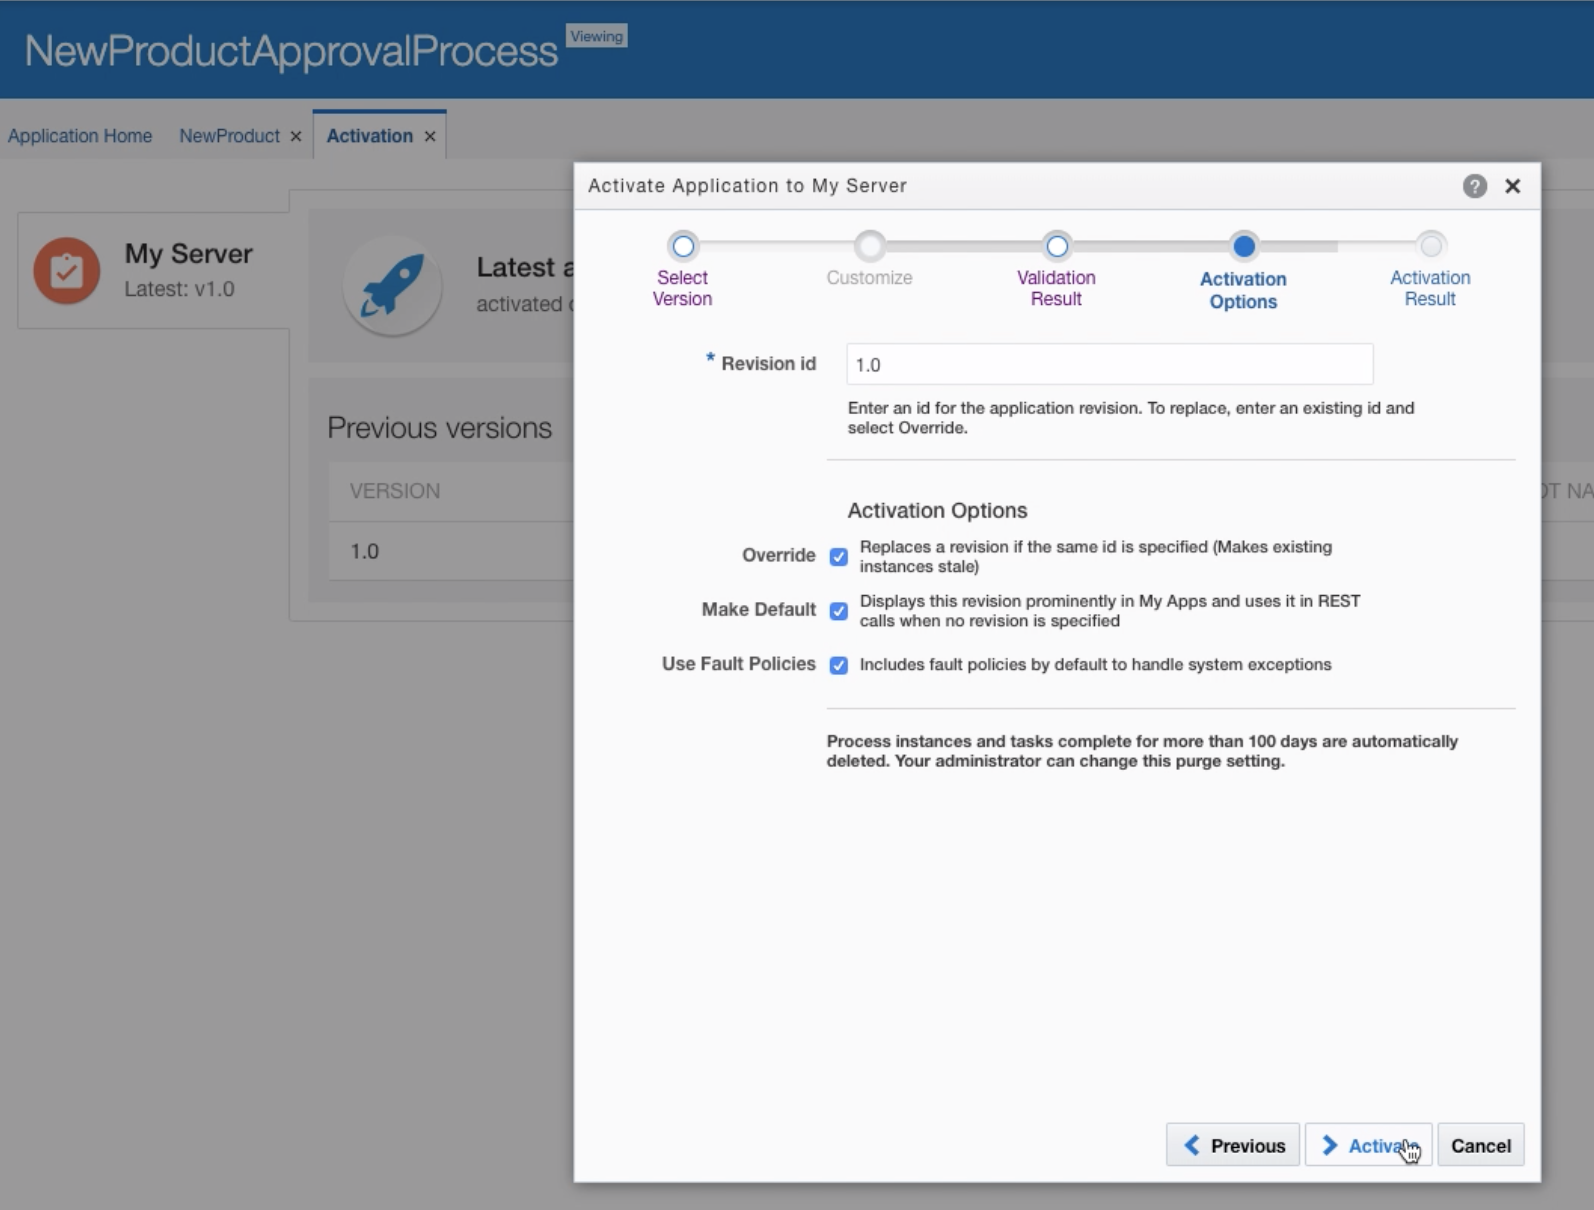 NewProductApprovalProcess Viewing
Application Home NewProduct × Activation ×
Activate Application to My Server ? ×
My Server
Latest: v1.0
Latest
activated
Select Version
Customize
Validation Result
Activation Options
Activation Result
* Revision id 1.0
Enter an id for the application revision. To replace, enter an existing id and
select Override.
Previous versions
VERSION
1.0
Activation Options
Override Replaces a revision if the same id is specified (Makes existing
instances stale)
Make Default Displays this revision prominently in My Apps and uses it in REST
calls when no revision is specified
Use Fault Policies Includes fault policies by default to handle system exceptions
Process instances and tasks complete for more than 100 days are automatically
deleted. Your administrator can change this purge setting.
Previous Activate Cancel